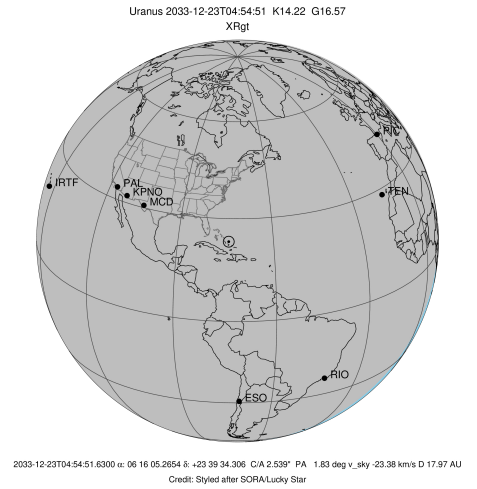 Uranus 2033-12-23T04:54:51 K14.22 G16.57
XRgt
PIC
IRTF
PAL
KPNO
MCD
TEN
RIO
ESO
2033-12-23T04:54:51.6300 α: 06 16 05.2654 δ: +23 39 34.306 C/A 2.539" PA 1.83 deg v_sky -23.38 km/s D 17.97 AU
Credit: Styled after SORA/Lucky Star